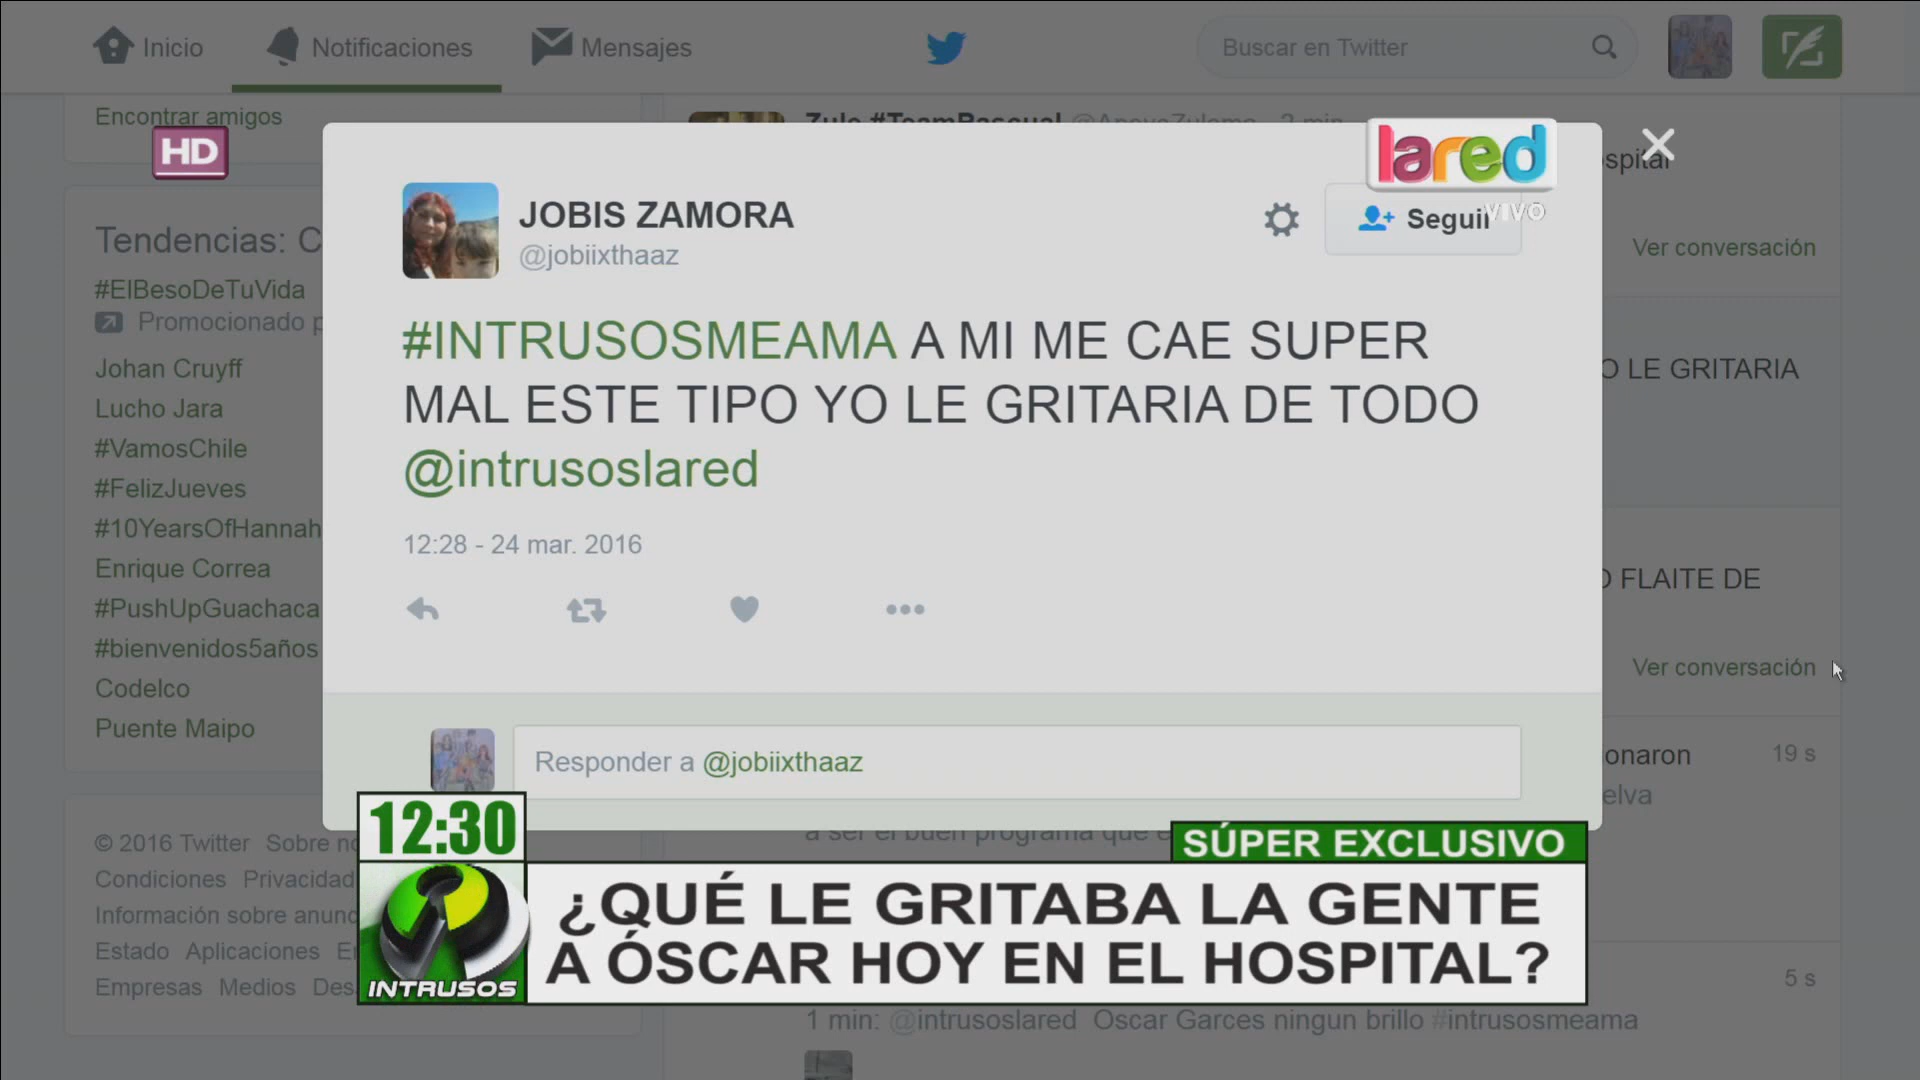 Inicio
Notificaciones
Mensajes
Buscar en Twitter
Encontrar amigos
HD
lared
VIVO
Tendencias: C
#ElBesoDeTuVida
Promocionado p
Johan Cruyff
Lucho Jara
#VamosChile
#FelizJueves
#10YearsOfHannah
Enrique Correa
#PushUpGuachaca
#bienvenidos5años
Codelco
Puente Maipo
© 2016 Twitter Sobre no
Condiciones Privacidad
Información sobre anunc
Estado Aplicaciones E
Empresas Medios Des
JOBIS ZAMORA
@jobiixthaaz
Seguir
#INTRUSOSMEAMA A MI ME CAE SUPER
MAL ESTE TIPO YO LE GRITARIA DE TODO
@intrusoslared
12:28 - 24 mar. 2016
Responder a @jobiixthaaz
Ver conversación
O LE GRITARIA
O FLAITE DE
Ver conversación
onaron
19 s
elva
a ser el buen programa que e
12:30
SÚPER EXCLUSIVO
¿QUÉ LE GRITABA LA GENTE
A ÓSCAR HOY EN EL HOSPITAL?
INTRUSOS
5 s
1 min: @intrusoslared Oscar Garces ningun brillo #intrusosmeama